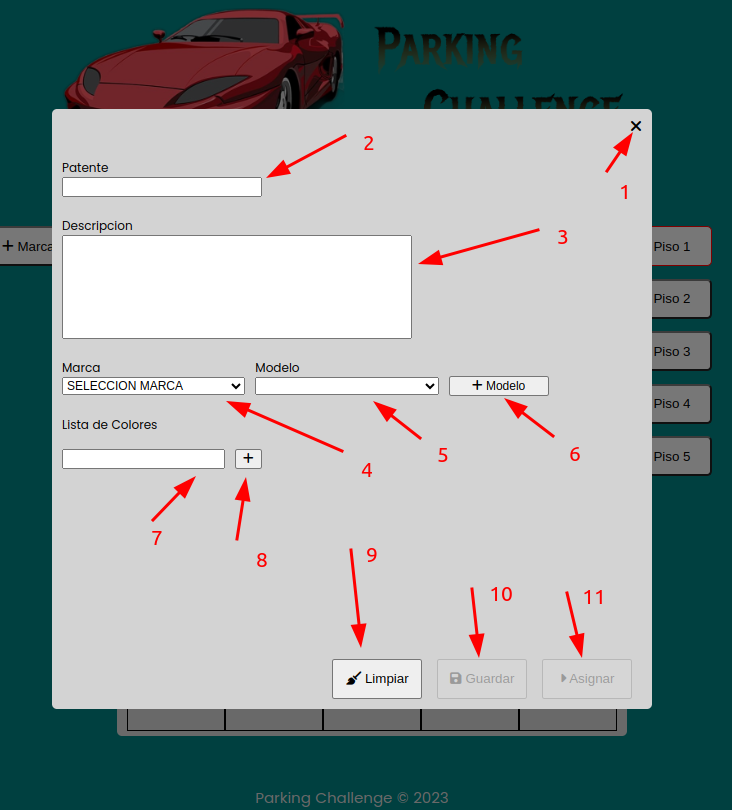 PARKING
CHALLENGE
1
2
Patente
Descripcion
3
Marca
Piso 1
Piso 2
Piso 3
Piso 4
Piso 5
Marca
Modelo
SELECCION MARCA
Modelo
Lista de Colores
4
5
6
7
8
9
10
11
Limpiar
Guardar
Asignar
Parking Challenge © 2023